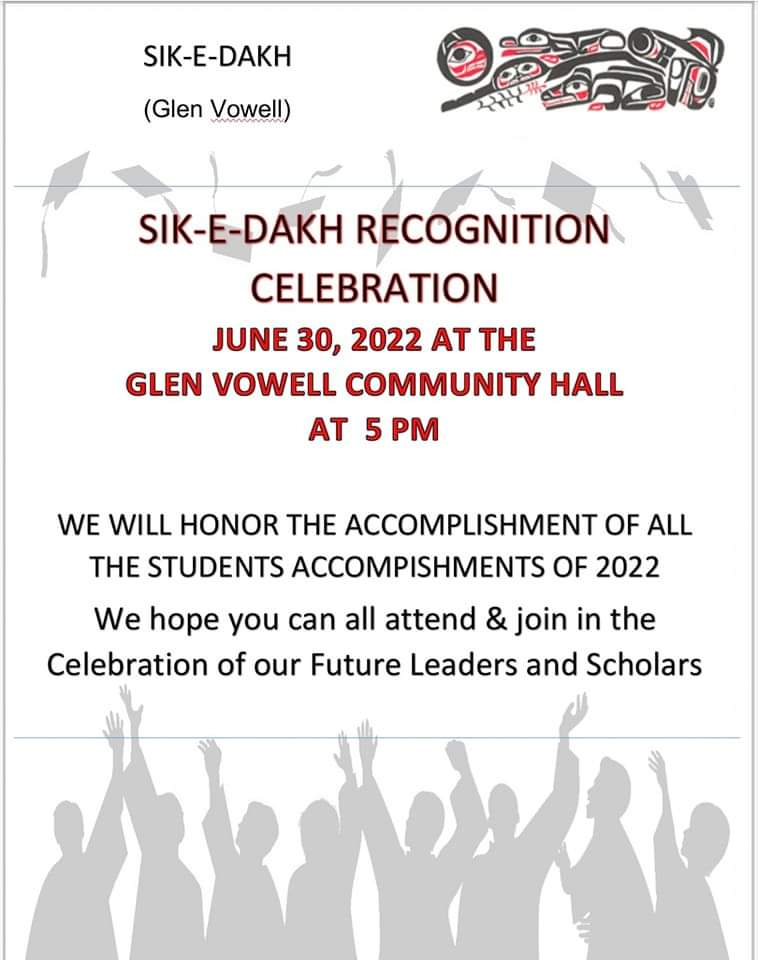 SIK-E-DAKH
(Glen Vowell)
SIK-E-DAKH RECOGNITION
CELEBRATION
JUNE 30, 2022 AT THE
GLEN VOWELL COMMUNITY HALL
AT 5 PM
WE WILL HONOR THE ACCOMPLISHMENT OF ALL
THE STUDENTS ACCOMPISHMENTS OF 2022
We hope you can all attend & join in the
Celebration of our Future Leaders and Scholars